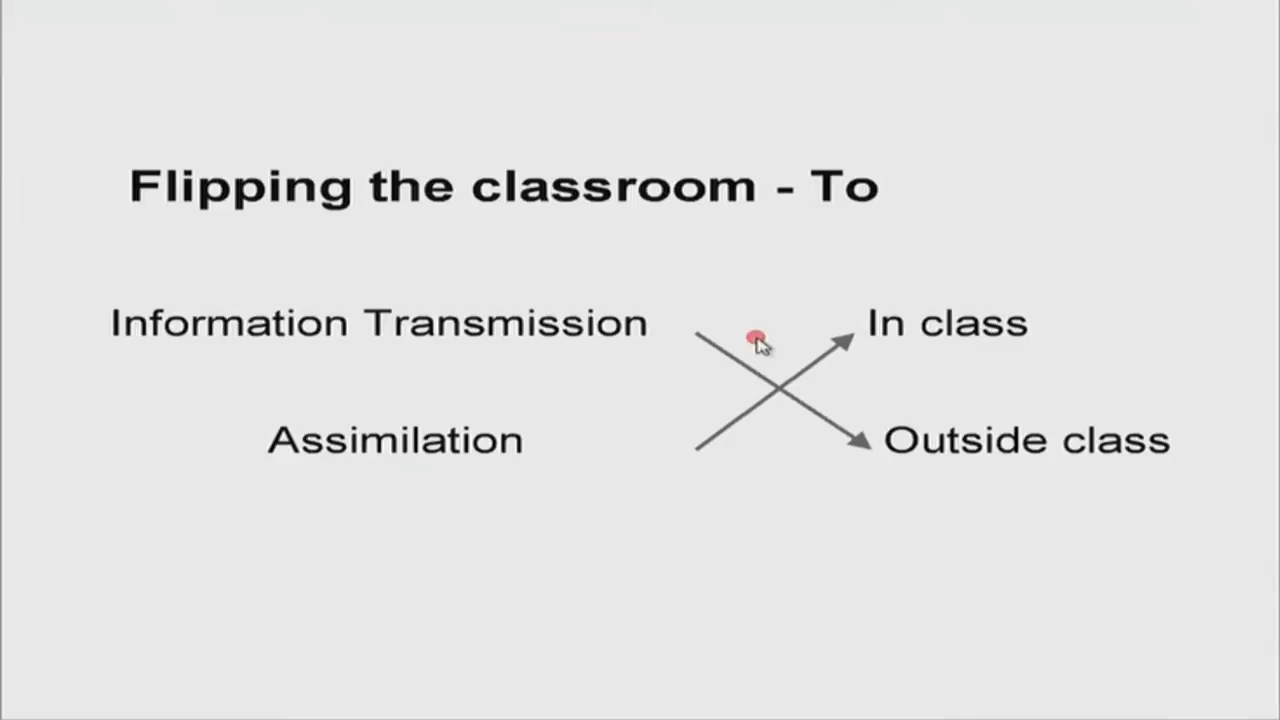 Flipping the classroom - To
Information Transmission
In class
Assimilation
Outside class